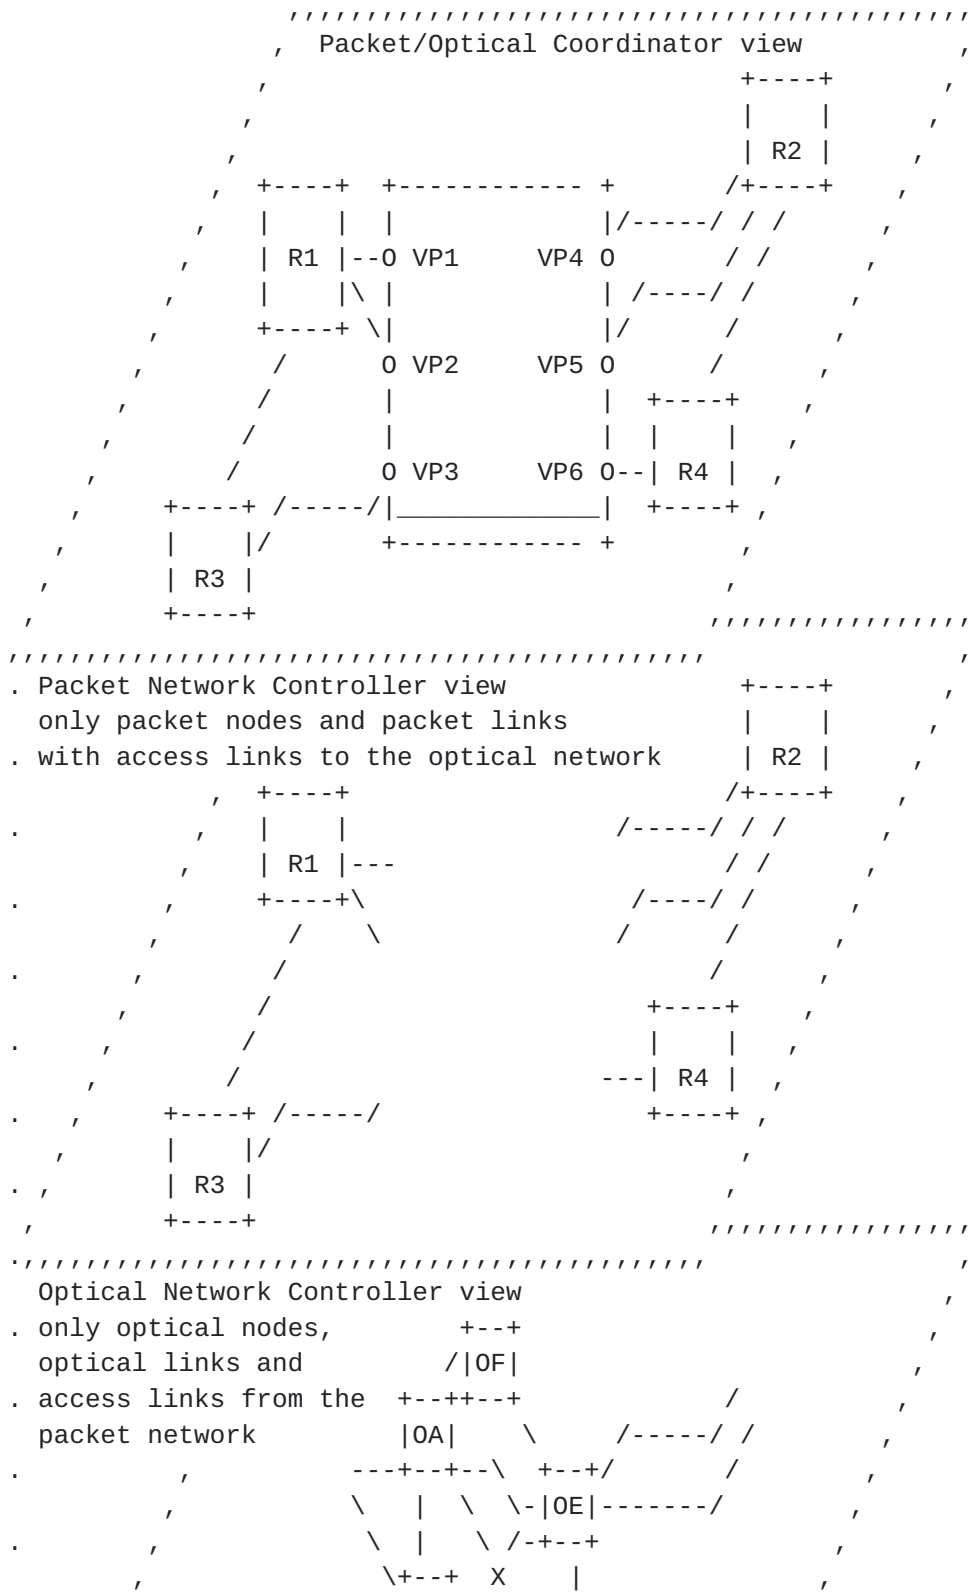 Packet/Optical Coordinator view
R2
R1 VP1 VP4
VP2 VP5
VP3 VP6 R4
R3
Packet Network Controller view
only packet nodes and packet links
with access links to the optical network R2
R1
R4
R3
Optical Network Controller view
only optical nodes,
optical links and OF
access links from the
packet network OA
OE
X